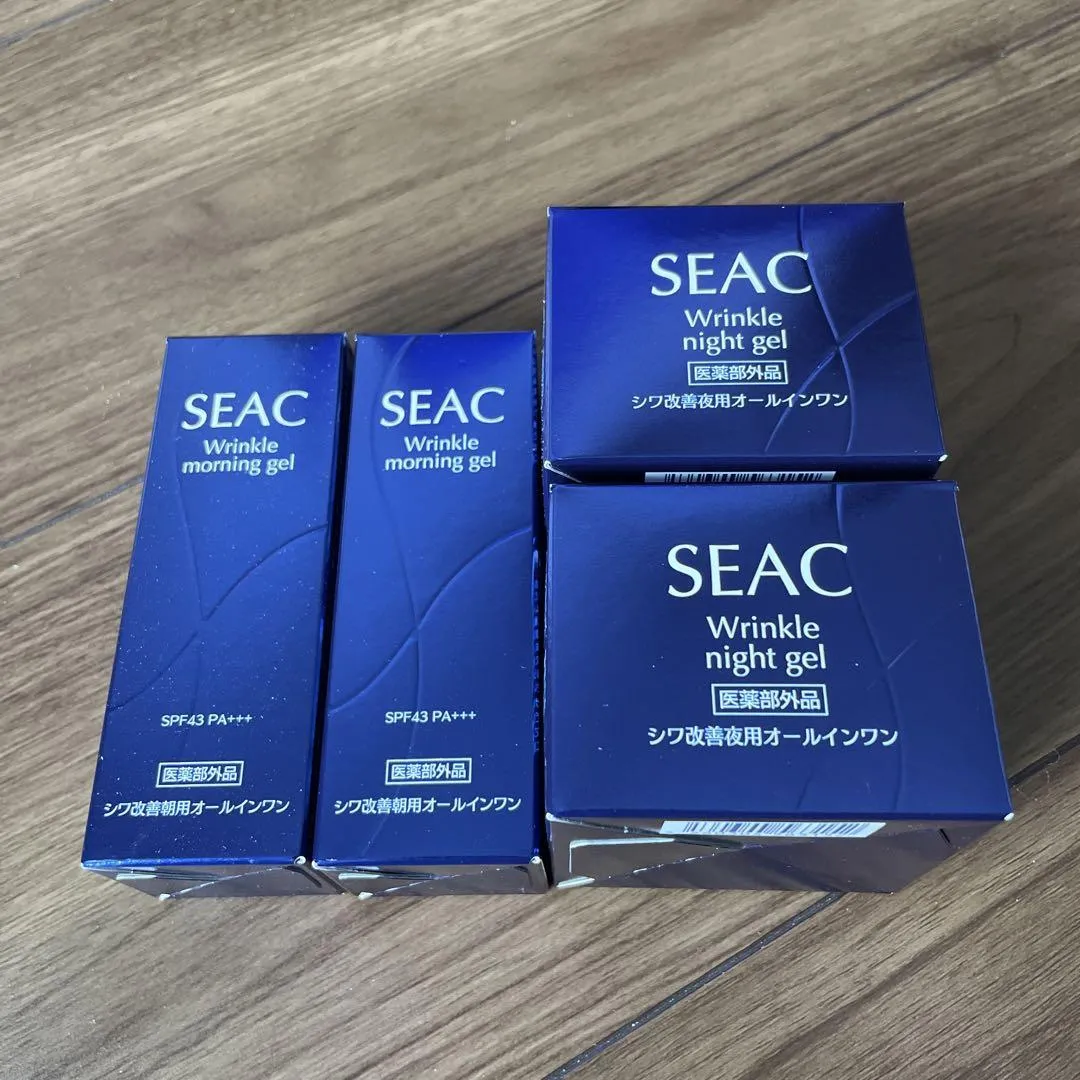 SEAC
Wrinkle
morning gel
SPF43 PA+++
医薬部外品
シワ改善朝用オールインワン
SEAC
Wrinkle
morning gel
SPF43 PA+++
医薬部外品
シワ改善朝用オールインワン
SEAC
Wrinkle
night gel
医薬部外品
シワ改善夜用オールインワン
SEAC
Wrinkle
night gel
医薬部外品
シワ改善夜用オールインワン